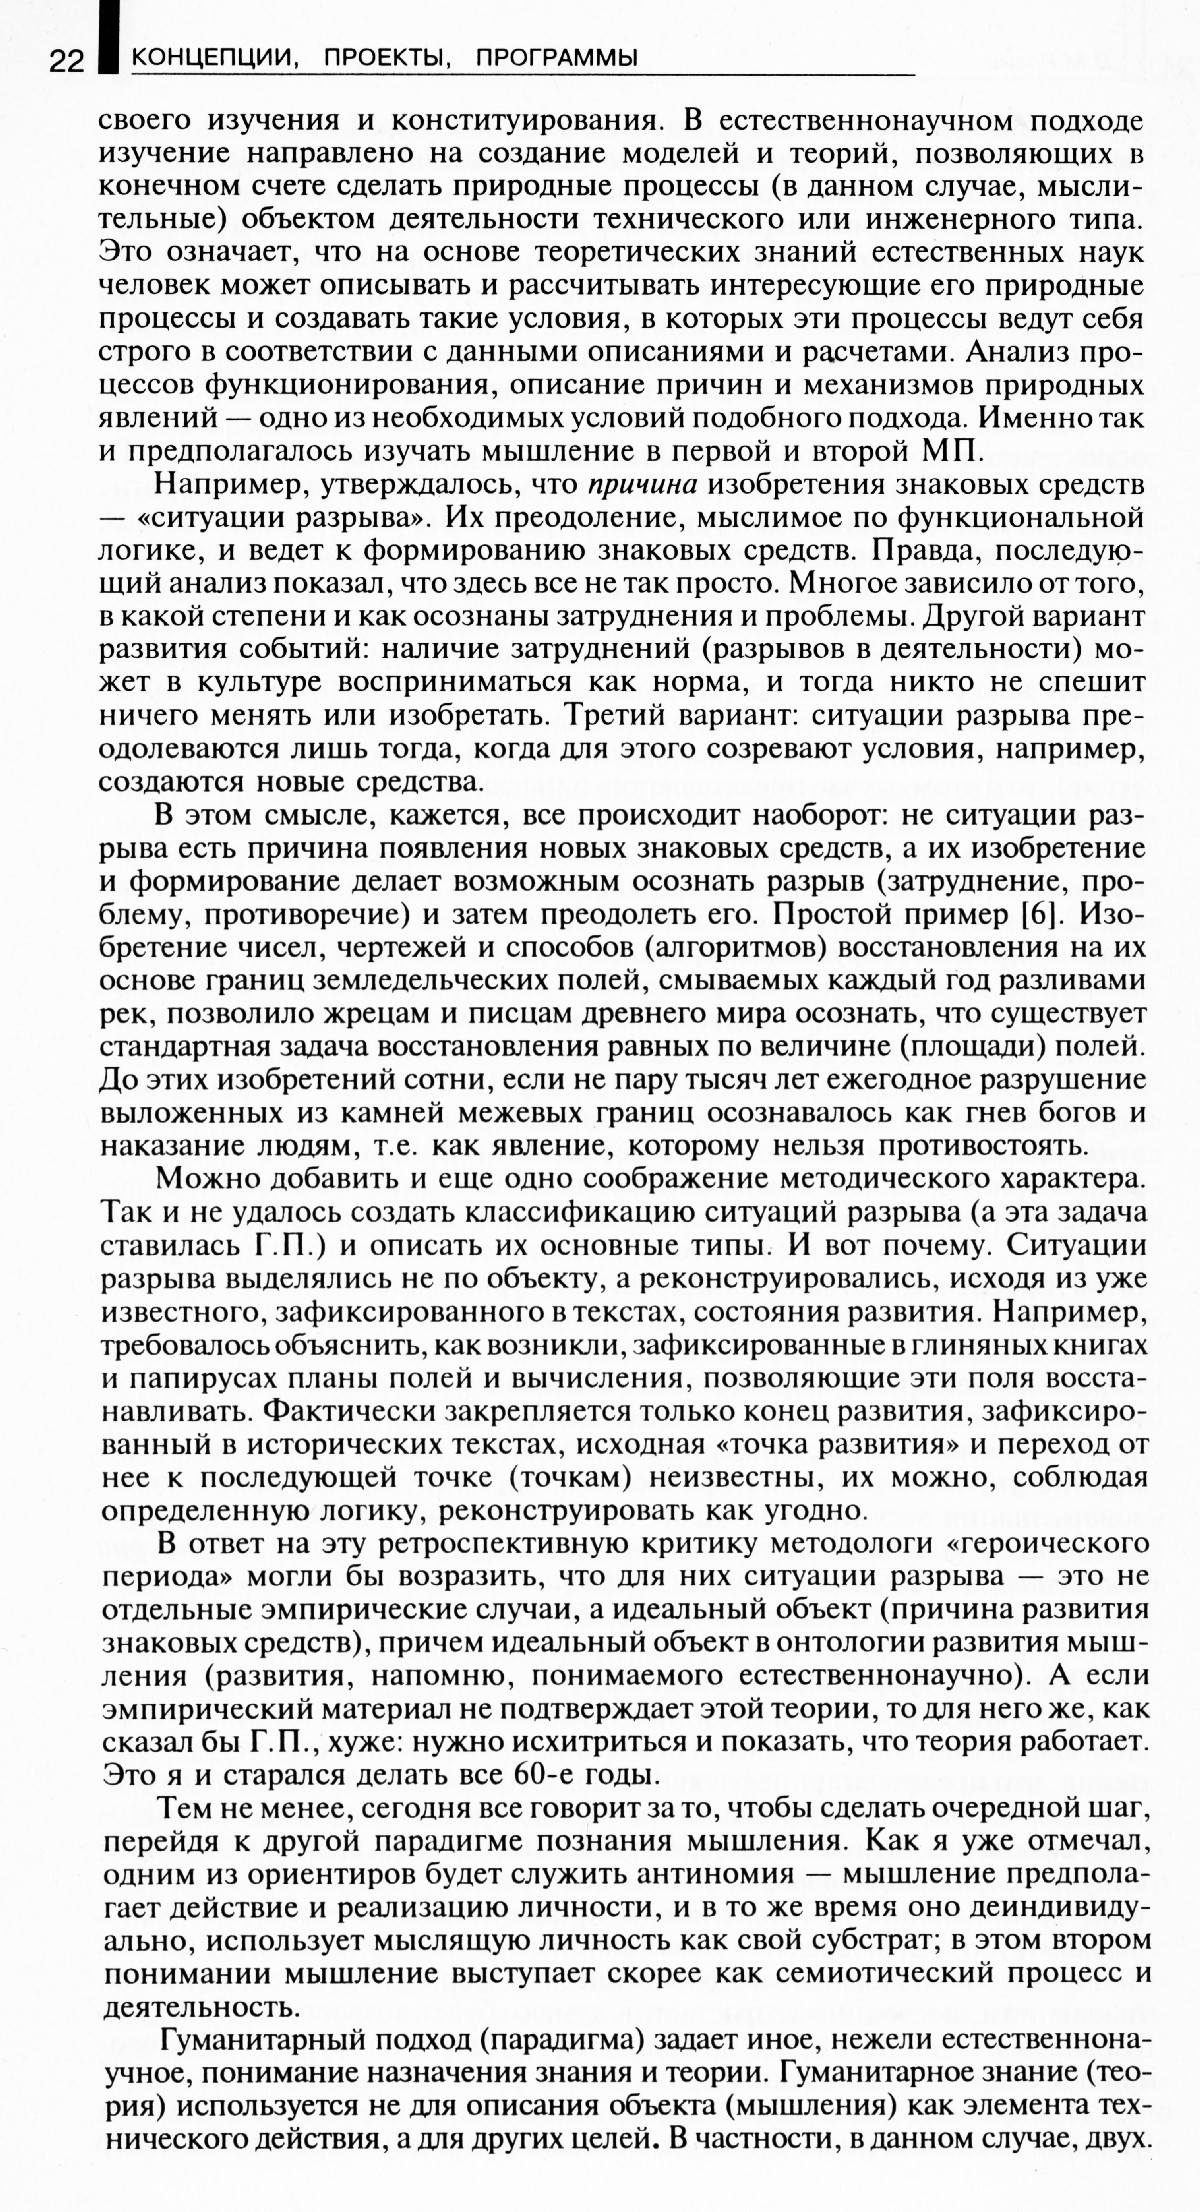 22 КОНЦЕПЦИИ, ПРОЕКТЫ, ПРОГРАММЫ
своего изучения и конституирования. В естественнонаучном подходе
изучение направлено на создание моделей и теорий, позволяющих в
конечном счете сделать природные процессы (в данном случае, мысли-
тельные) объектом деятельности технического или инженерного типа.
Это означает, что на основе теоретических знаний естественных наук
человек может описывать и рассчитывать интересующие его природные
процессы и создавать такие условия, в которых эти процессы ведут себя
строго в соответствии с данными описаниями и расчетами. Анализ про-
цессов функционирования, описание причин и механизмов природных
явлений — одно из необходимых условий подобного подхода. Именно так
и предполагалось изучать мышление в первой и второй МП.
Например, утверждалось, что причина изобретения знаковых средств
— «ситуации разрыва». Их преодоление, мыслимое по функциональной
логике, и ведет к формированию знаковых средств. Правда, последую-
щий анализ показал, что здесь все не так просто. Многое зависило от того,
в какой степени и как осознаны затруднения и проблемы. Другой вариант
развития событий: наличие затруднений (разрывов в деятельности) мо-
жет в культуре восприниматься как норма, и тогда никто не спешит
ничего менять или изобретать. Третий вариант: ситуации разрыва пре-
одолеваются лишь тогда, когда для этого созревают условия, например,
создаются новые средства.
В этом смысле, кажется, все происходит наоборот: не ситуации раз-
рыва есть причина появления новых знаковых средств, а их изобретение
и формирование делает возможным осознать разрыв (затруднение, про-
блему, противоречие) и затем преодолеть его. Простой пример [6]. Изо-
бретение чисел, чертежей и способов (алгоритмов) восстановления на их
основе границ земледельческих полей, смываемых каждый год разливами
рек, позволило жрецам и писцам древнего мира осознать, что существует
стандартная задача восстановления равных по величине (площади) полей.
До этих изобретений сотни, если не пару тысяч лет ежегодное разрушение
выложенных из камней межевых границ осознавалось как гнев богов и
наказание людям, т.е. как явление, которому нельзя противостоять.
Можно добавить и еще одно соображение методического характера.
Так и не удалось создать классификацию ситуаций разрыва (а эта задача
ставилась Г.П.) и описать их основные типы. И вот почему. Ситуации
разрыва выделялись не по объекту, а реконструировались, исходя из уже
известного, зафиксированного в текстах, состояния развития. Например,
требовалось объяснить, как возникли, зафиксированные в глиняных книгах
и папирусах планы полей и вычисления, позволяющие эти поля восста-
навливать. Фактически закрепляется только конец развития, зафиксиро-
ванный в исторических текстах, исходная «точка развития» и переход от
нее к последующей точке (точкам) неизвестны, их можно, соблюдая
определенную логику, реконструировать как угодно.
В ответ на эту ретроспективную критику методологи «героического
периода» могли бы возразить, что для них ситуации разрыва — это не
отдельные эмпирические случаи, а идеальный объект (причина развития
знаковых средств), причем идеальный объект в онтологии развития мыш-
ления (развития, напомню, понимаемого естественнонаучно). А если
эмпирический материал не подтверждает этой теории, то для него же, как
сказал бы Г.П., хуже: нужно исхитриться и показать, что теория работает.
Это я и старался делать все 60-е годы.
Тем не менее, сегодня все говорит за то, чтобы сделать очередной шаг,
перейдя к другой парадигме познания мышления. Как я уже отмечал,
одним из ориентиров будет служить антиномия — мышление предпола-
гает действие и реализацию личности, и в то же время оно деиндивиду-
ально, использует мыслящую личность как свой субстрат; в этом втором
понимании мышление выступает скорее как семиотический процесс и
деятельность.
Гуманитарный подход (парадигма) задает иное, нежели естественнона-
учное, понимание назначения знания и теории. Гуманитарное знание (тео-
рия) используется не для описания объекта (мышления) как элемента тех-
нического действия, а для других целей. В частности, в данном случае, двух.